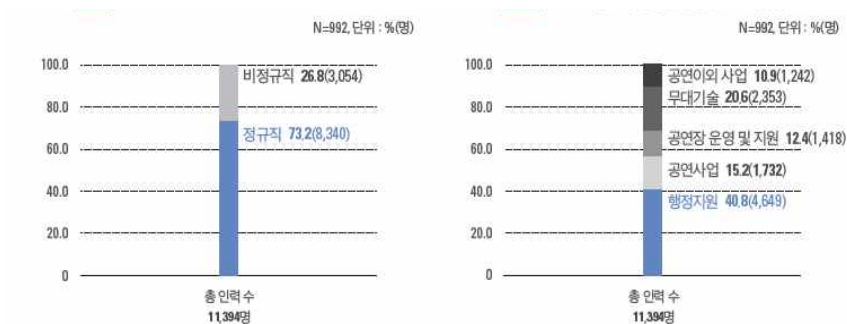 N=992, 단위 : %(명)
100.0
80.0
60.0
40.0
20.0
0
비정규직 26.8(3,054)
정규직 73.2(8,340)
총 인력 수
11,394명
N=992, 단위 : %(명)
100.0
80.0
60.0
40.0
20.0
0
공연이외 사업 10.9(1,242)
무대기술 20.6(2,353)
공연장 운영 및 지원 12.4(1,418)
공연사업 15.2(1,732)
행정지원 40.8(4,649)
총 인력 수
11,394명